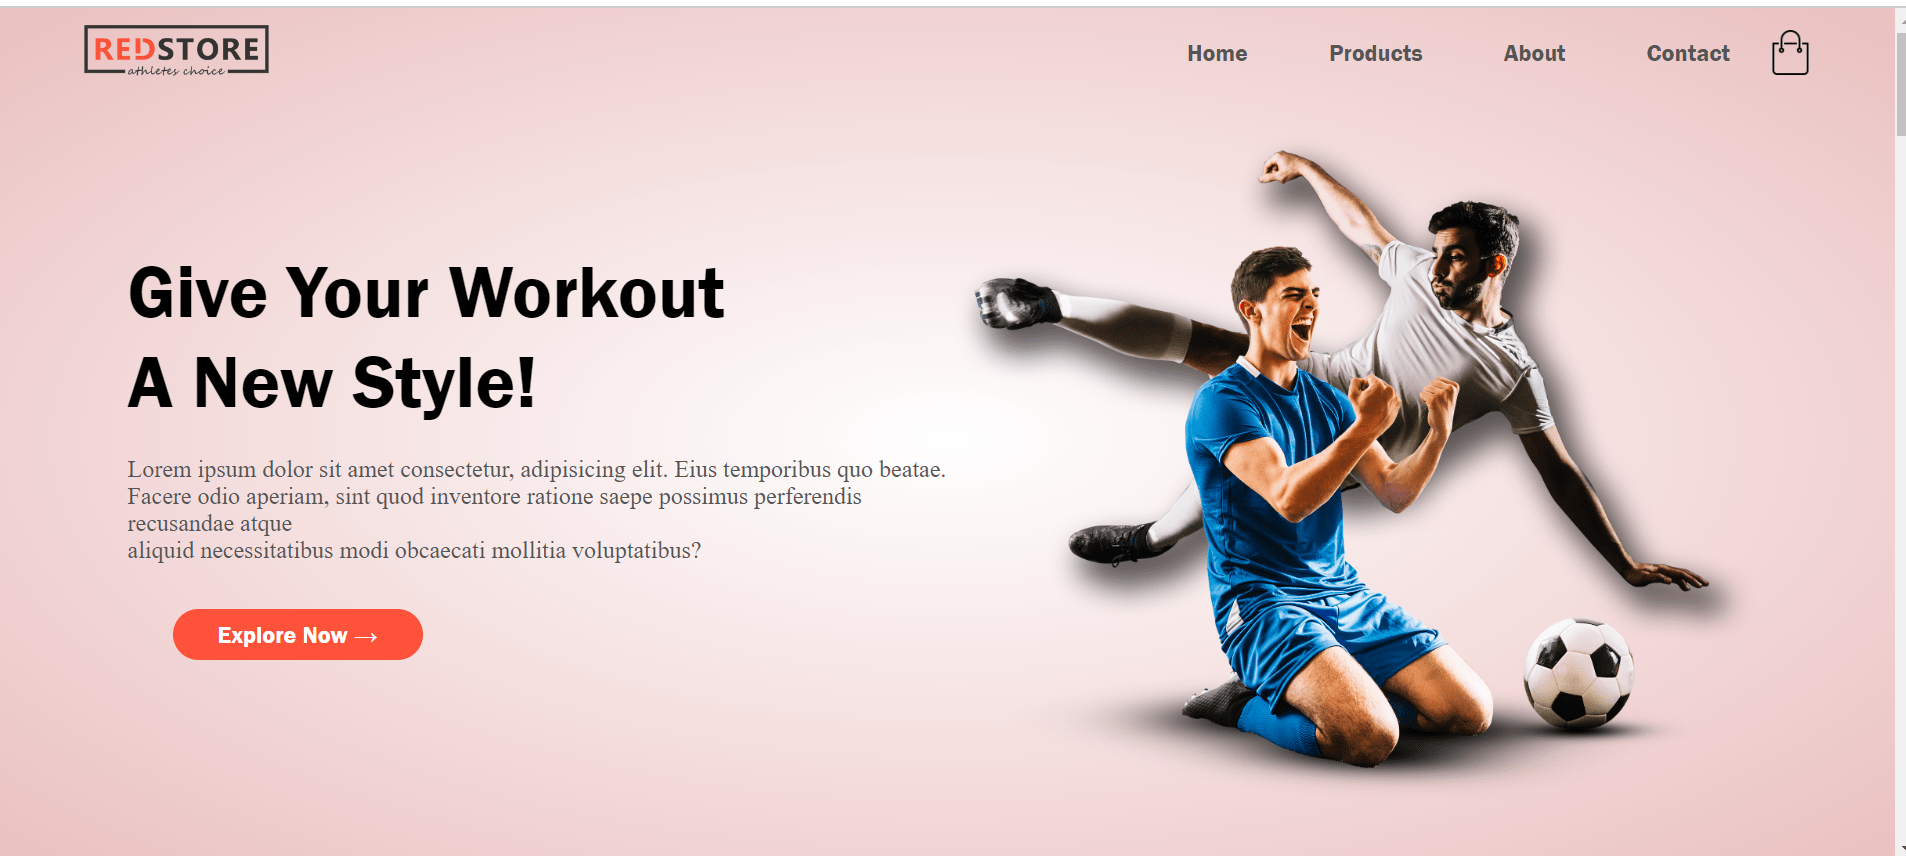 REDSTORE
athletes choice
Home Products About Contact
Give Your Workout
A New Style!
Lorem ipsum dolor sit amet consectetur, adipisicing elit. Eius temporibus quo beatae.
Facere odio aperiam, sint quod inventore ratione saepe possimus perferendis
recusandae atque
aliquid necessitatibus modi obcaecati mollitia voluptatibus?
Explore Now →